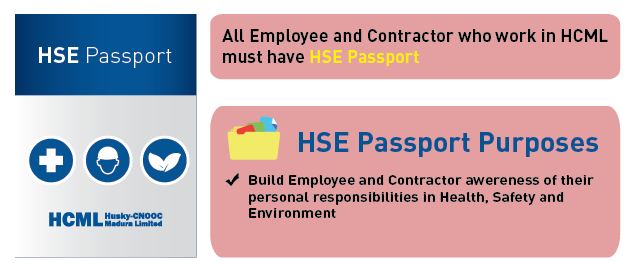 HSE Passport
HCML Husky-CNOOC
Madura Limited
All Employee and Contractor who work in HCML
must have HSE Passport
HSE Passport Purposes
Build Employee and Contractor awereness of their
personal responsibilities in Health, Safety and
Environment